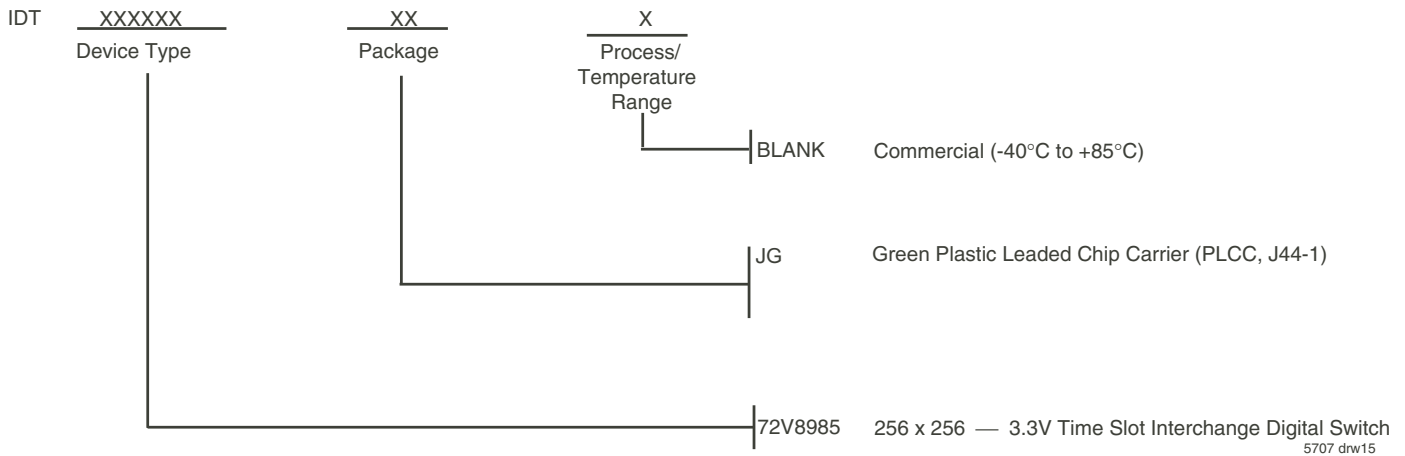 IDT XXXXXX XX X
Device Type Package Process/
Temperature
Range
BLANK Commercial (-40°C to +85°C)
JG Green Plastic Leaded Chip Carrier (PLCC, J44-1)
72V8985 256 x 256 — 3.3V Time Slot Interchange Digital Switch
5707 drw15